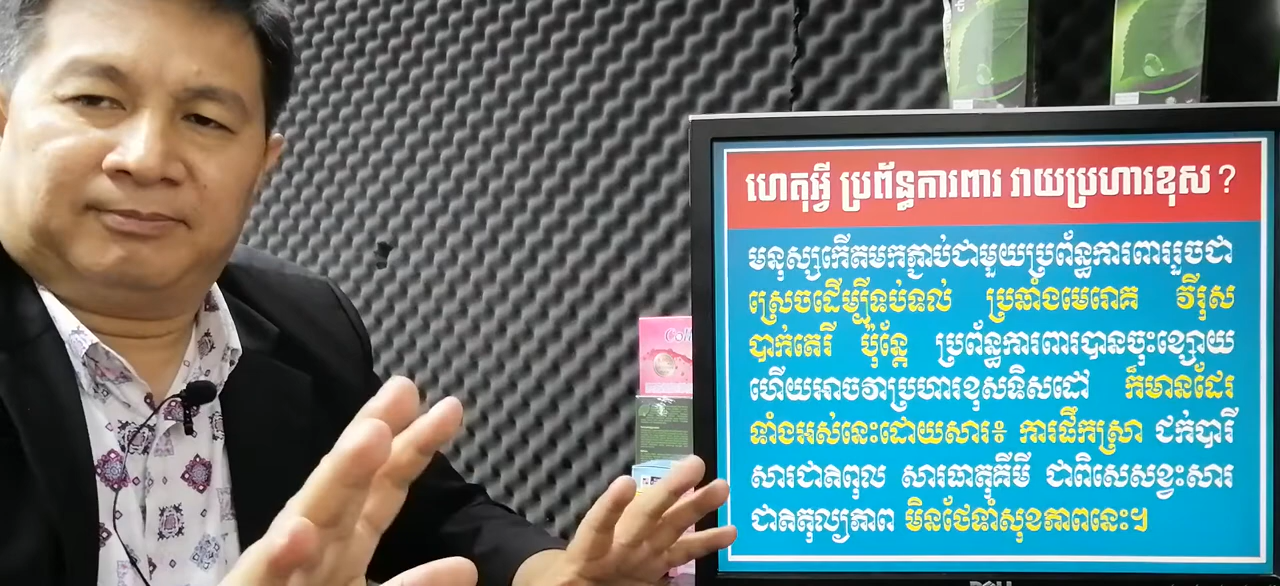 ហេតុអ្វី ប្រព័ន្ធការពារ វាយប្រហារខុស ?
មនុស្សកើតមកភ្ជាប់ជាមួយប្រព័ន្ធការពាររួចជា
ស្រេចដើម្បីទប់ទល់ ប្រឆាំងមេរោគ វីរុស
បាក់តេរី ប៉ុន្តែ ប្រព័ន្ធការពារបានចុះខ្សោយ
ហើយអាចវាប្រហារខុសទិសដៅ ក៏មានដែរ
ទាំងអស់នេះដោយសារ៖ ការផឹកស្រា ជក់បារី
សារជាតិពុល សារធាតុគីមី ជាពិសេសខ្វះសារ
ជាតិតុល្យភាព មិនថែទាំសុខភាពនេះ។
DELL